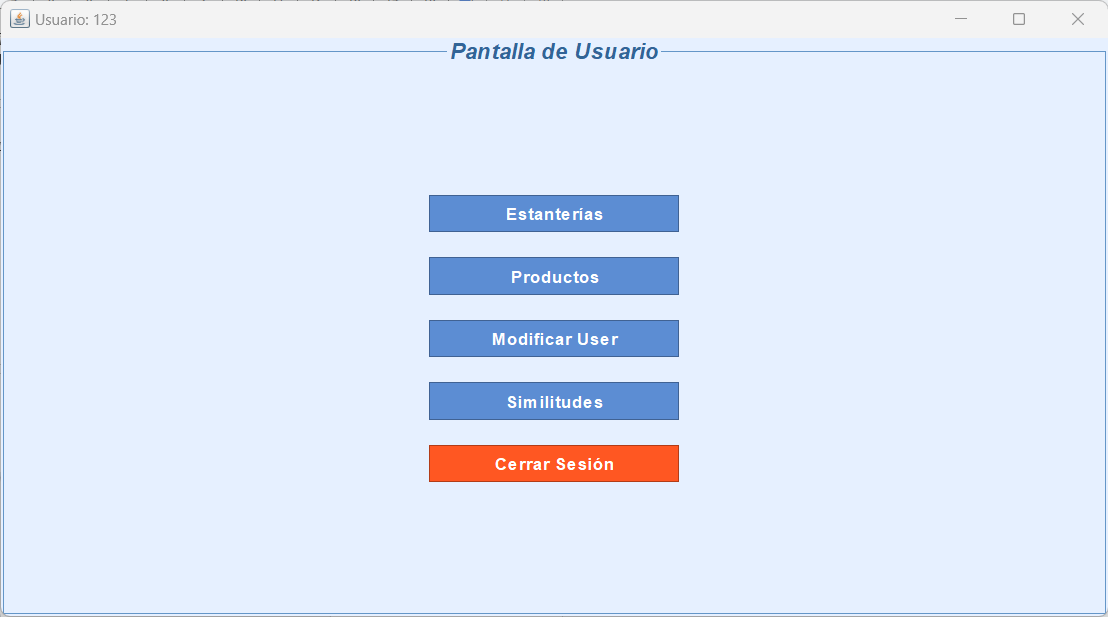 Usuario: 123
Pantalla de Usuario
Estanterías
Productos
Modificar User
Similitudes
Cerrar Sesión